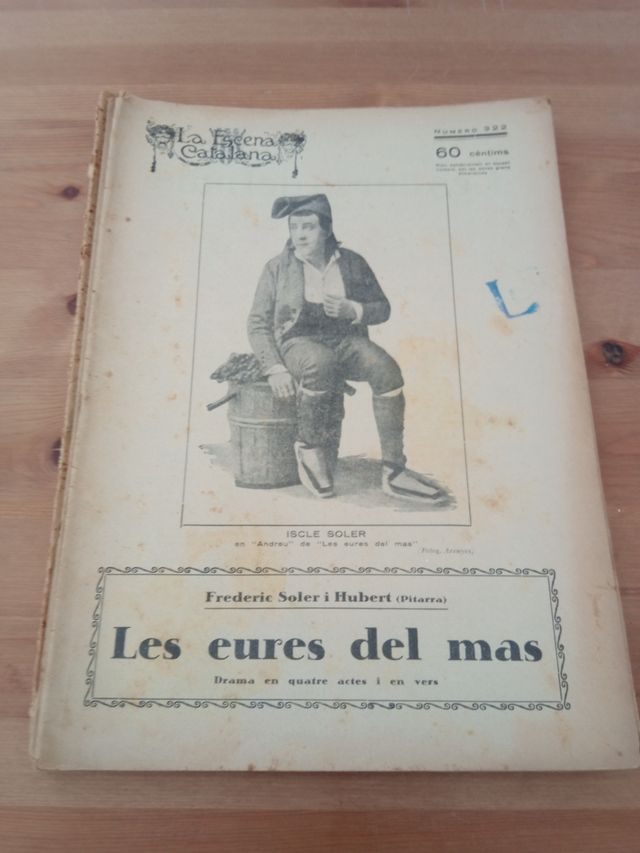 La Escena
Catalana
NUMERO 322
60 cèntims
ISCLE SOLER
en "Andreu" de "Les eures del mas"
Frederic Soler i Hubert (Pitarra)
Les eures del mas
Drama en quatre actes i en vers
L